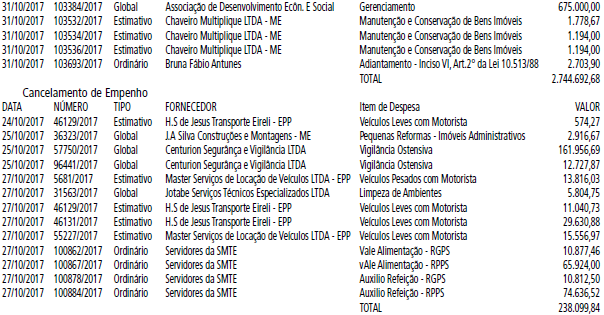 31/10/2017 103384/2017 Global Associação de Desenvolvimento Ecôn. E Social Gerenciamento 675.000,00
31/10/2017 103532/2017 Estimativo Chaveiro Multiplique LTDA - ME Manutenção e Conservação de Bens Imóveis 1.778,67
31/10/2017 103534/2017 Estimativo Chaveiro Multiplique LTDA - ME Manutenção e Conservação de Bens Imóveis 1.194,00
31/10/2017 103536/2017 Estimativo Chaveiro Multiplique LTDA - ME Manutenção e Conservação de Bens Imóveis 1.194,00
31/10/2017 103693/2017 Ordinário Bruna Fábio Antunes Adiantamento - Inciso VI, Art.2º da Lei 10.513/88 2.703,90
TOTAL 2.744.692,68
Cancelamento de Empenho
DATA NÚMERO TIPO FORNECEDOR Item de Despesa VALOR
24/10/2017 46129/2017 Estimativo H.S de Jesus Transporte Eireli - EPP Veículos Leves com Motorista 574,27
25/10/2017 36323/2017 Global J.A Silva Construções e Montagens - ME Pequenas Reformas - Imóveis Administrativos 2.916,67
25/10/2017 57750/2017 Global Centurion Segurânça e Vigilância LTDA Vigilância Ostensiva 161.956,69
25/10/2017 96441/2017 Global Centurion Segurânça e Vigilância LTDA Vigilância Ostensiva 12.727,87
27/10/2017 5681/2017 Estimativo Master Serviços de Locação de Veículos LTDA - EPP Veículos Pesados com Motorista 13.816,03
27/10/2017 31563/2017 Global Jotabe Serviços Técnicos Especializados LTDA Limpeza de Ambientes 5.804,75
27/10/2017 46129/2017 Estimativo H.S de Jesus Transporte Eireli - EPP Veículos Leves com Motorista 11.040,73
27/10/2017 46131/2017 Estimativo H.S de Jesus Transporte Eireli - EPP Veículos Leves com Motorista 29.630,88
27/10/2017 55227/2017 Estimativo Master Serviços de Locação de Veículos LTDA - EPP Veículos Leves com Motorista 15.556,97
27/10/2017 100862/2017 Ordinário Servidores da SMTE Vale Alimentação - RGPS 10.877,46
27/10/2017 100867/2017 Ordinário Servidores da SMTE vAle Alimentação - RPPS 65.924,00
27/10/2017 100878/2017 Ordinário Servidores da SMTE Auxilio Refeição - RGPS 10.812,50
27/10/2017 100884/2017 Ordinário Servidores da SMTE Auxilio Refeição - RPPS 74.636,52
TOTAL 238.099,84